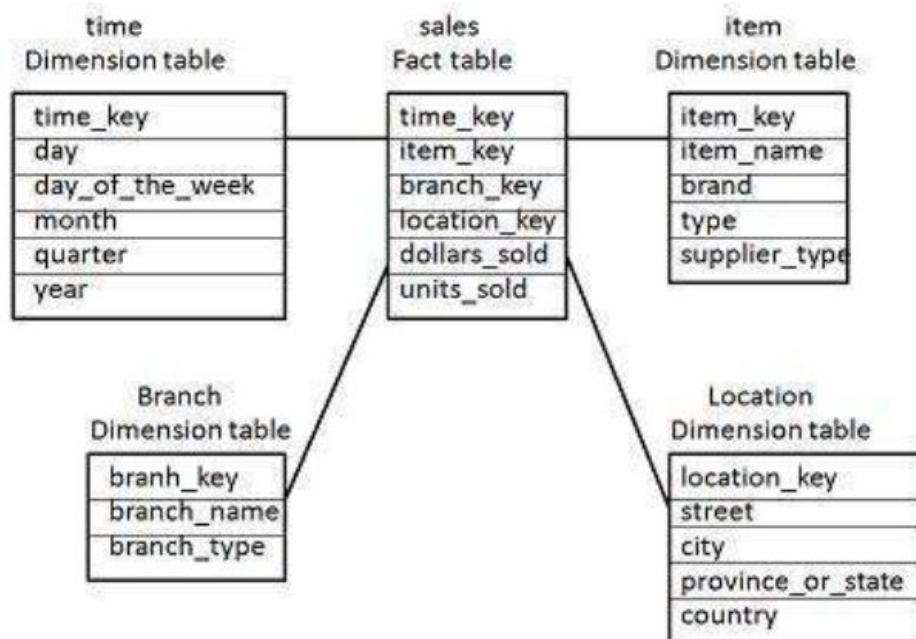 time
Dimension table
time_key
day
day_of_the_week
month
quarter
year
sales
Fact table
time_key
item_key
branch_key
location_key
dollars_sold
units_sold
item
Dimension table
item_key
item_name
brand
type
supplier_type
Branch
Dimension table
branh_key
branch_name
branch_type
Location
Dimension table
location_key
street
city
province_or_state
country